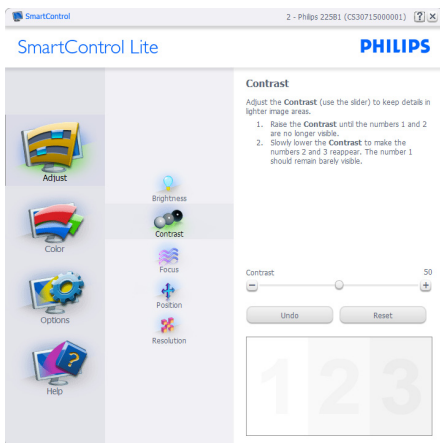 SmartControl
2 - Philips 225B1 (CS30715000001)
SmartControl Lite
PHILIPS
Adjust
Color
Options
Help
Brightness
Contrast
Focus
Position
Resolution
Contrast
Adjust the Contrast (use the slider) to keep details in
lighter image areas.
1. Raise the Contrast until the numbers 1 and 2
are no longer visible.
2. Slowly lower the Contrast to make the
numbers 2 and 3 reappear. The number 1
should remain barely visible.
Contrast 50
Undo Reset
1 2 3